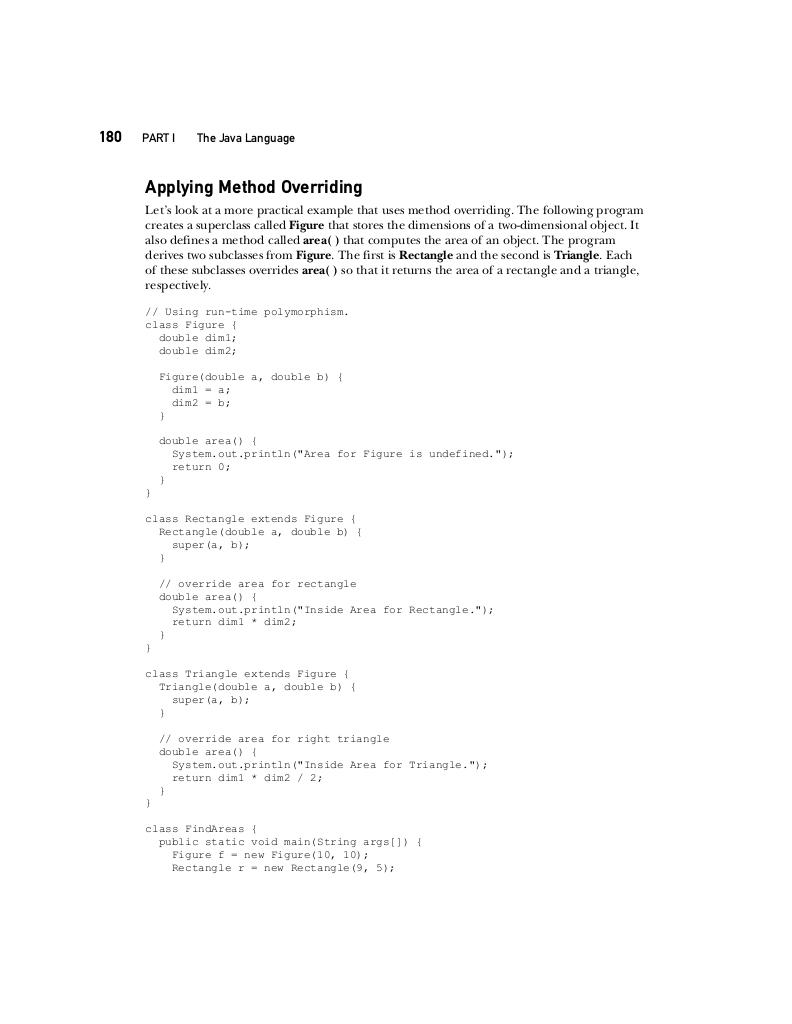 180 PART I The Java Language
Applying Method Overriding
Let's look at a more practical example that uses method overriding. The following program
creates a superclass called Figure that stores the dimensions of a two-dimensional object. It
also defines a method called area( ) that computes the area of an object. The program
derives two subclasses from Figure. The first is Rectangle and the second is Triangle. Each
of these subclasses overrides area( ) so that it returns the area of a rectangle and a triangle,
respectively.
// Using run-time polymorphism.
class Figure {
  double dim1;
  double dim2;

  Figure(double a, double b) {
    dim1 = a;
    dim2 = b;
  }

  double area() {
    System.out.println("Area for Figure is undefined.");
    return 0;
  }
}

class Rectangle extends Figure {
  Rectangle(double a, double b) {
    super(a, b);
  }

  // override area for rectangle
  double area() {
    System.out.println("Inside Area for Rectangle.");
    return dim1 * dim2;
  }
}

class Triangle extends Figure {
  Triangle(double a, double b) {
    super(a, b);
  }

  // override area for right triangle
  double area() {
    System.out.println("Inside Area for Triangle.");
    return dim1 * dim2 / 2;
  }
}

class FindAreas {
  public static void main(String args[]) {
    Figure f = new Figure(10, 10);
    Rectangle r = new Rectangle(9, 5);